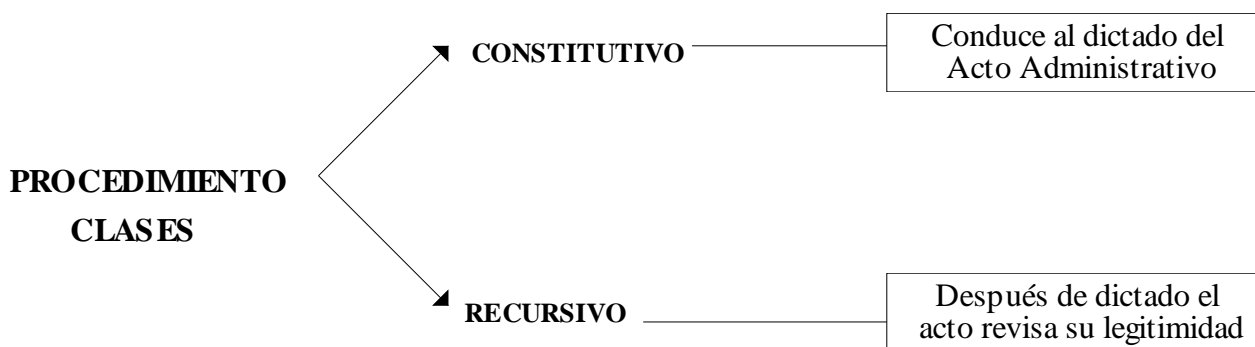 PROCEDIMIENTO
CLASES
CONSTITUTIVO
Conduce al dictado del
Acto Administrativo
RECURSIVO
Después de dictado el
acto revisa su legitimidad